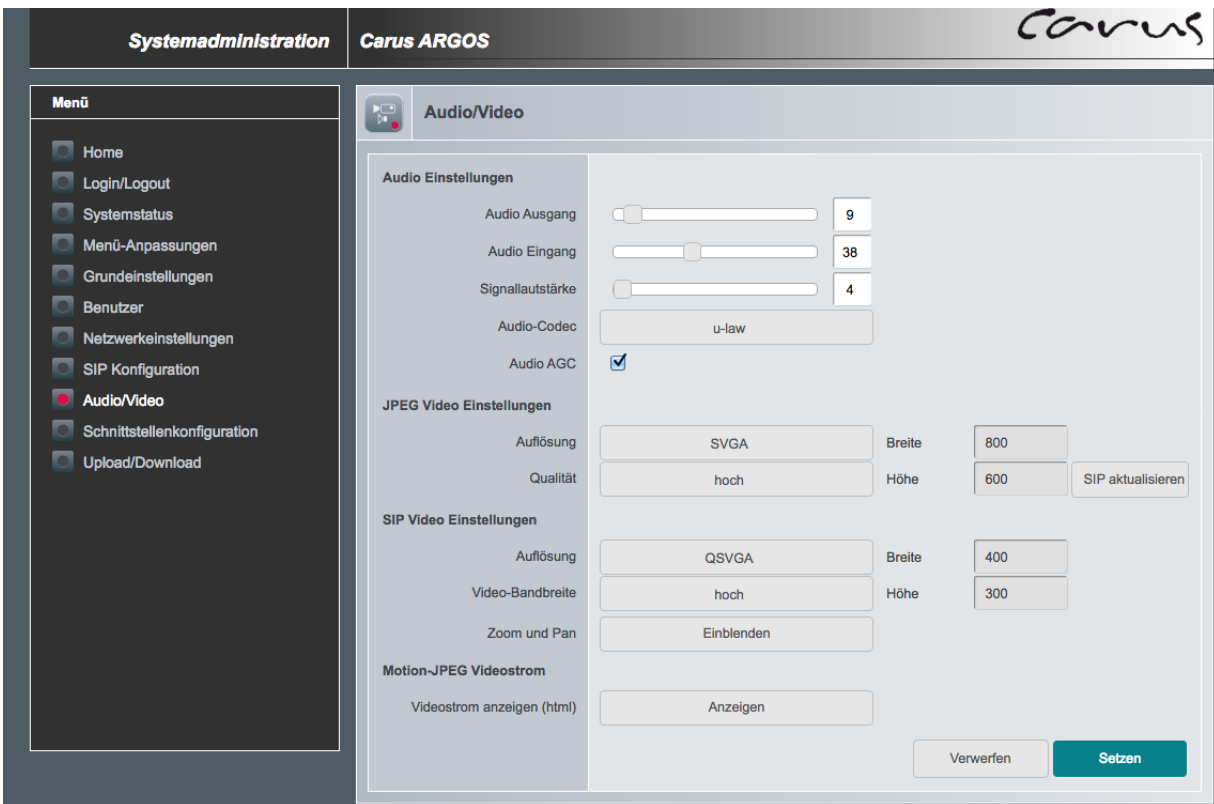 Systemadministration Carus ARGOS carus
Menü
Home
Login/Logout
Systemstatus
Menü-Anpassungen
Grundeinstellungen
Benutzer
Netzwerkeinstellungen
SIP Konfiguration
Audio/Video
Schnittstellenkonfiguration
Upload/Download
Audio/Video
Audio Einstellungen
Audio Ausgang 9
Audio Eingang 38
Signallautstärke 4
Audio-Codec u-law
Audio AGC
JPEG Video Einstellungen
Auflösung SVGA Breite 800
Qualität hoch Höhe 600 SIP aktualisieren
SIP Video Einstellungen
Auflösung QSVGA Breite 400
Video-Bandbreite hoch Höhe 300
Zoom und Pan Einblenden
Motion-JPEG Videostrom
Videostrom anzeigen (html) Anzeigen
Verwerfen Setzen